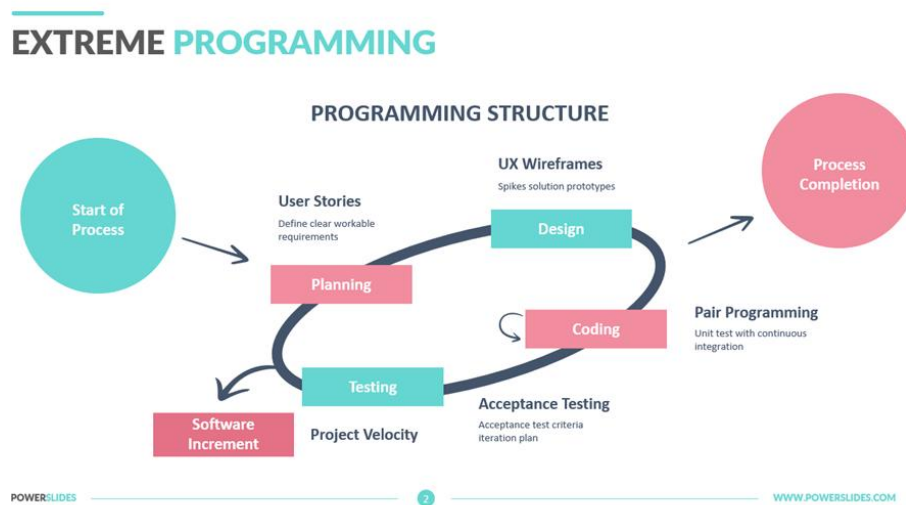 EXTREME PROGRAMMING
PROGRAMMING STRUCTURE
Start of
Process
User Stories
Define clear workable
requirements
Planning
UX Wireframes
Spikes solution prototypes
Design
Process
Completion
Coding
Pair Programming
Unit test with continuous
integration
Testing
Acceptance Testing
Acceptance test criteria
iteration plan
Software
Increment
Project Velocity
POWERSLIDES
2
WWW.POWERSLIDES.COM